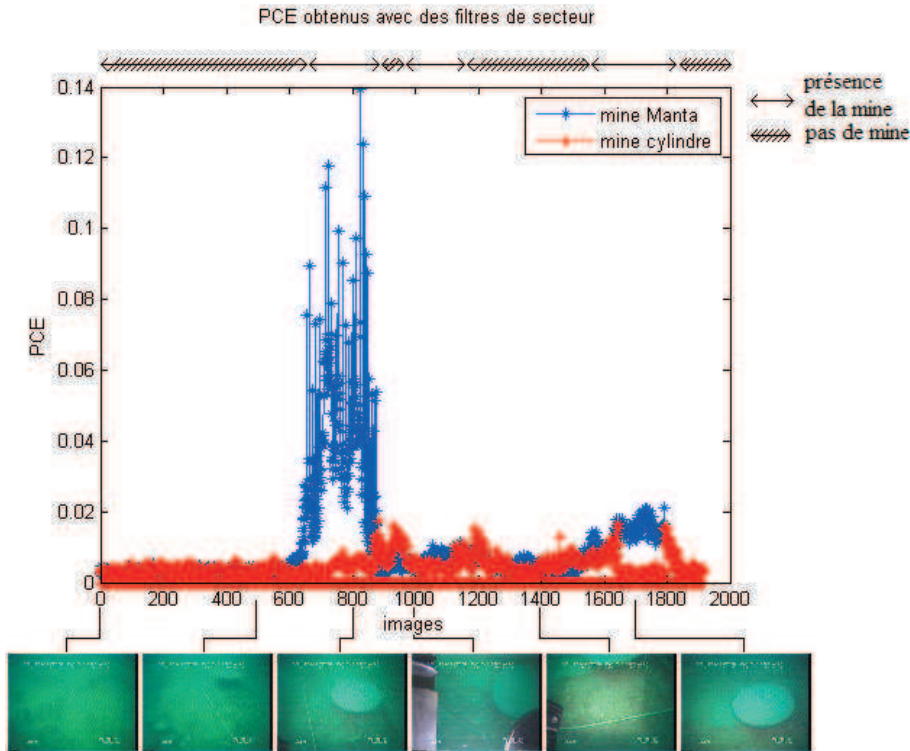 PCE obtenus avec des filtres de secteur
présence
de la mine
pas de mine
mine Manta
mine cylindre
0.14
0.12
0.1
0.08
0.06
0.04
0.02
0
PCE
0 200 400 600 800 1000 1200 1400 1600 1800 2000
images